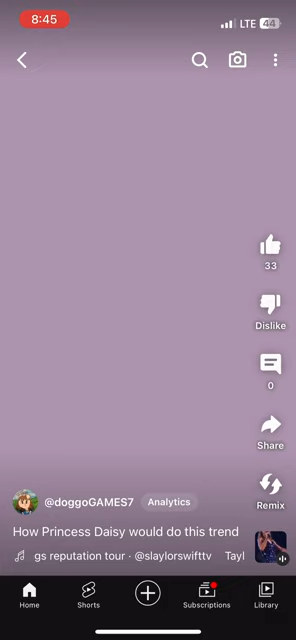 8:45
LTE 44
33
Dislike
0
Share
@doggoGAMES7 Analytics
Remix
How Princess Daisy would do this trend
gs reputation tour · @slaylorswifttv Tayl
Home
Shorts
Subscriptions
Library